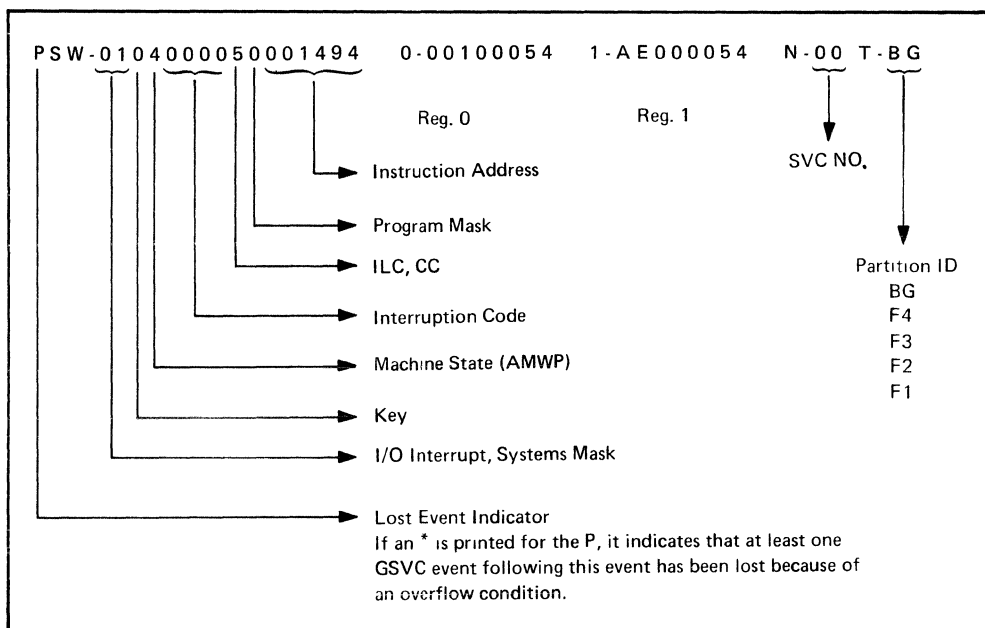 PSW-0104000050001494 0-00100054 1-AE000054 N-00 T-BG
Reg. 0 Reg. 1
SVC NO.
Instruction Address
Program Mask
ILC, CC
Partition ID
BG
Interruption Code
F4
F3
Machine State (AMWP)
F2
F1
Key
I/O Interrupt, Systems Mask
Lost Event Indicator
If an * is printed for the P, it indicates that at least one
GSVC event following this event has been lost because of
an overflow condition.